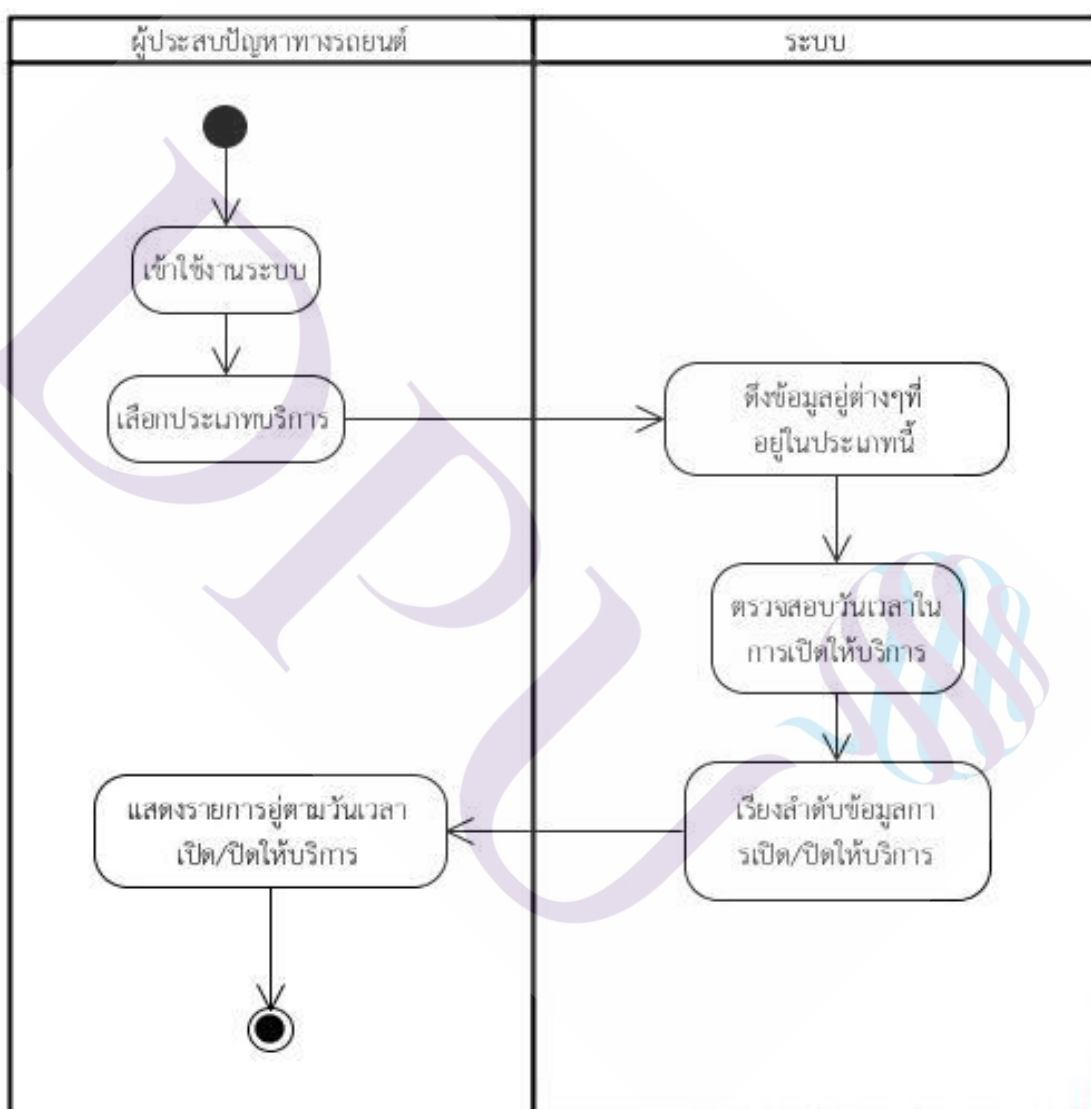 ผู้ประสบปัญหาทางรถยนต์
ระบบ
เข้าใช้งานระบบ
เลือกประเภทบริการ
ดึงข้อมูลอู่ต่างๆที่
อยู่ในประเภทนี้
ตรวจสอบวันเวลาใน
การเปิดให้บริการ
เรียงลำดับข้อมูลกา
รเปิด/ปิดให้บริการ
แสดงรายการอู่ตามวันเวลา
เปิด/ปิดให้บริการ
DPU